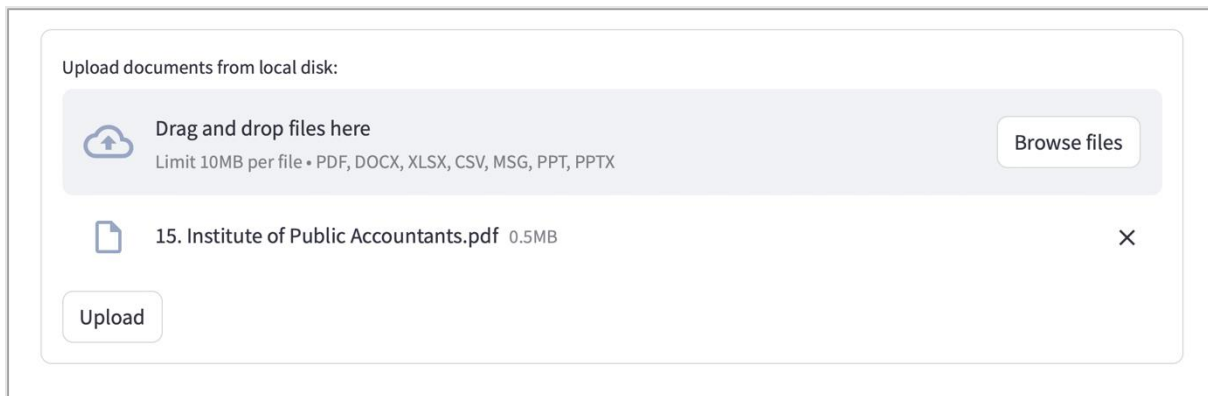 Upload documents from local disk:
Drag and drop files here
Limit 10MB per file • PDF, DOCX, XLSX, CSV, MSG, PPT, PPTX
Browse files
15. Institute of Public Accountants.pdf 0.5MB
Upload